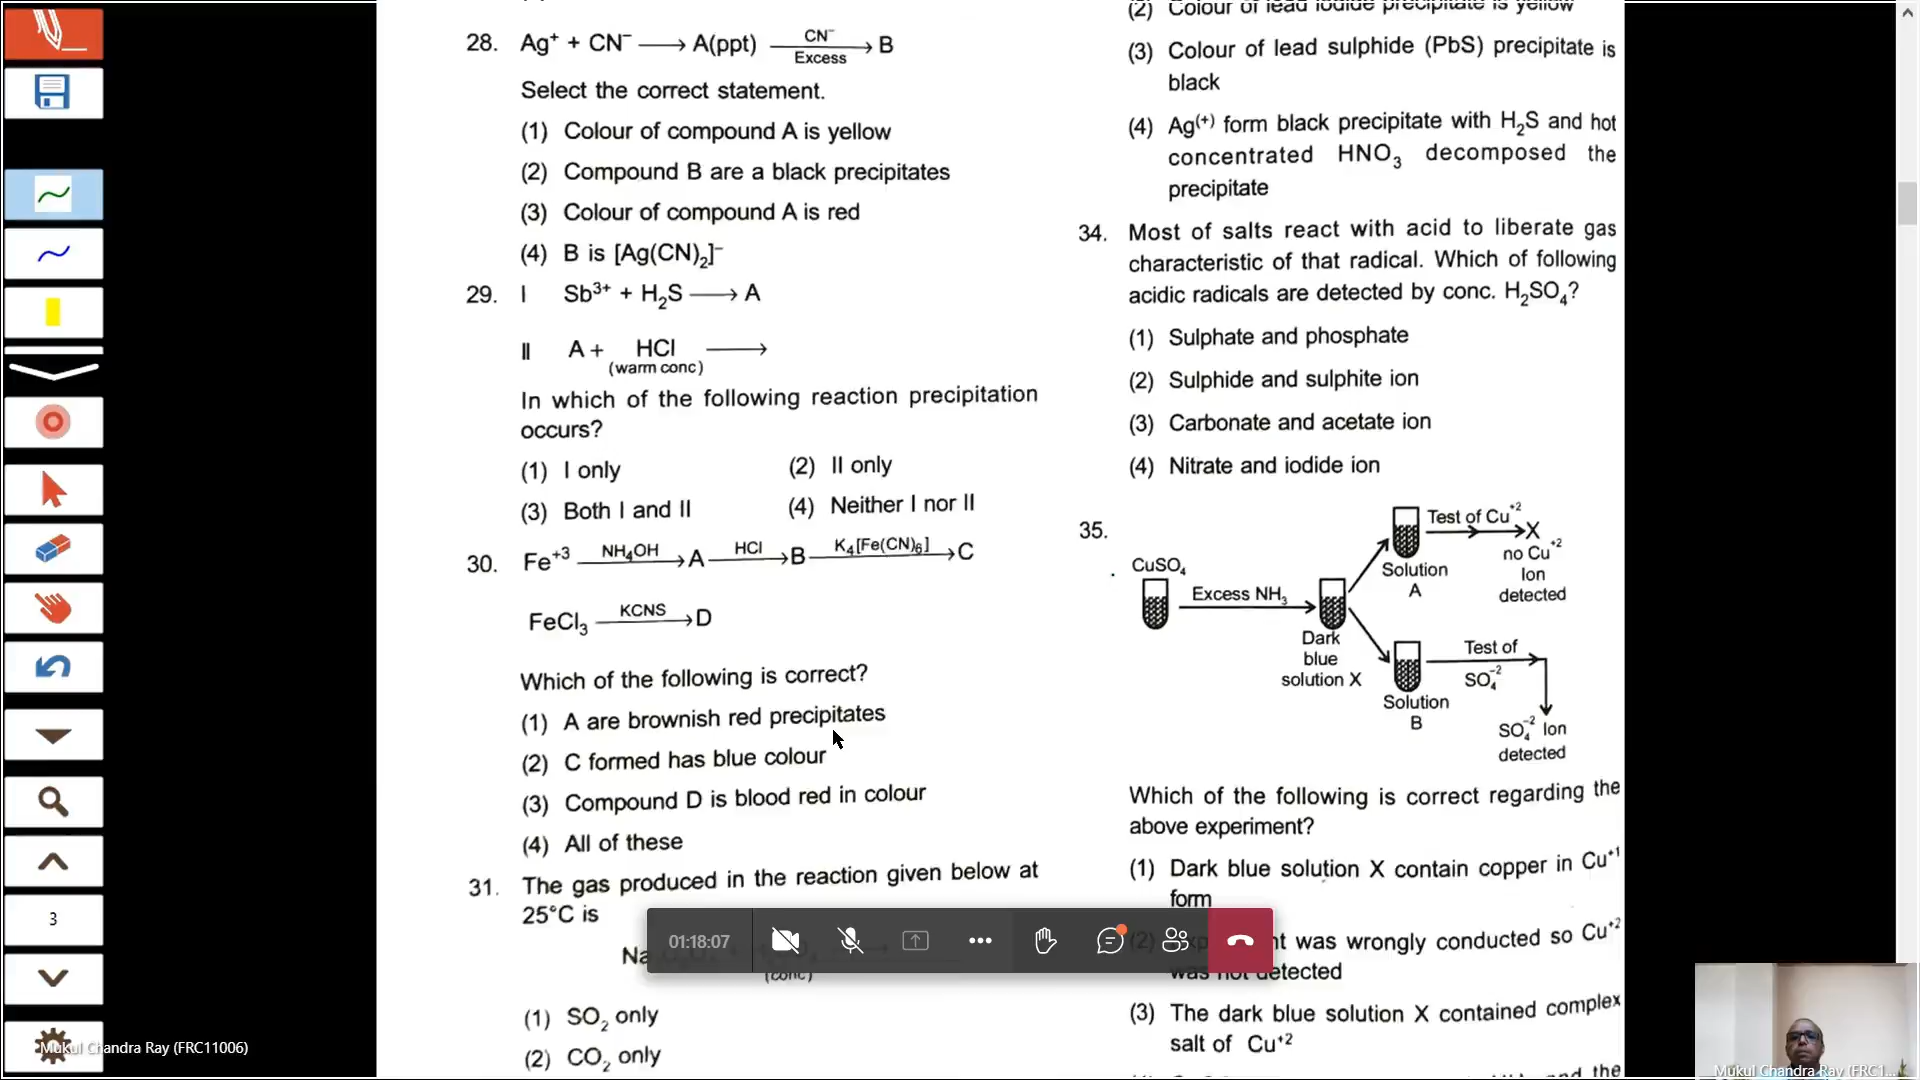 28. Ag⁺ + CN⁻ ⟶ A(ppt) —CN⁻/Excess→ B
Select the correct statement.
(1) Colour of compound A is yellow
(2) Compound B are a black precipitates
(3) Colour of compound A is red
(4) B is [Ag(CN)₂]⁻
29. I Sb³⁺ + H₂S ⟶ A
II A + HCl ⟶
(warm conc)
In which of the following reaction precipitation
occurs?
(1) I only (2) II only
(3) Both I and II (4) Neither I nor II
30. Fe⁺³ —NH₄OH→ A —HCl→ B —K₄[Fe(CN)₆]→ C
FeCl₃ —KCNS→ D
Which of the following is correct?
(1) A are brownish red precipitates
(2) C formed has blue colour
(3) Compound D is blood red in colour
(4) All of these
31. The gas produced in the reaction given below at
25°C is
Na
(conc)
(1) SO₂ only
(2) CO₂ only
(2) Colour of lead iodide precipitate is yellow
(3) Colour of lead sulphide (PbS) precipitate is
black
(4) Ag⁽⁺⁾ form black precipitate with H₂S and hot
concentrated HNO₃ decomposed the
precipitate
34. Most of salts react with acid to liberate gas
characteristic of that radical. Which of following
acidic radicals are detected by conc. H₂SO₄?
(1) Sulphate and phosphate
(2) Sulphide and sulphite ion
(3) Carbonate and acetate ion
(4) Nitrate and iodide ion
35.
CuSO₄
Excess NH₃
Dark
blue
solution X
Solution
A
Test of Cu⁺²
X
no Cu⁺²
Ion
detected
Solution
B
Test of
SO₄⁻²
SO₄⁻² Ion
detected
Which of the following is correct regarding the
above experiment?
(1) Dark blue solution X contain copper in Cu⁺¹
form
(2) nt was wrongly conducted so Cu⁺²
was not detected
(3) The dark blue solution X contained complex
salt of Cu⁺²
and the
01:18:07
3
Mukul Chandra Ray (FRC11006)
Mukul Chandra Ray (FRC1...